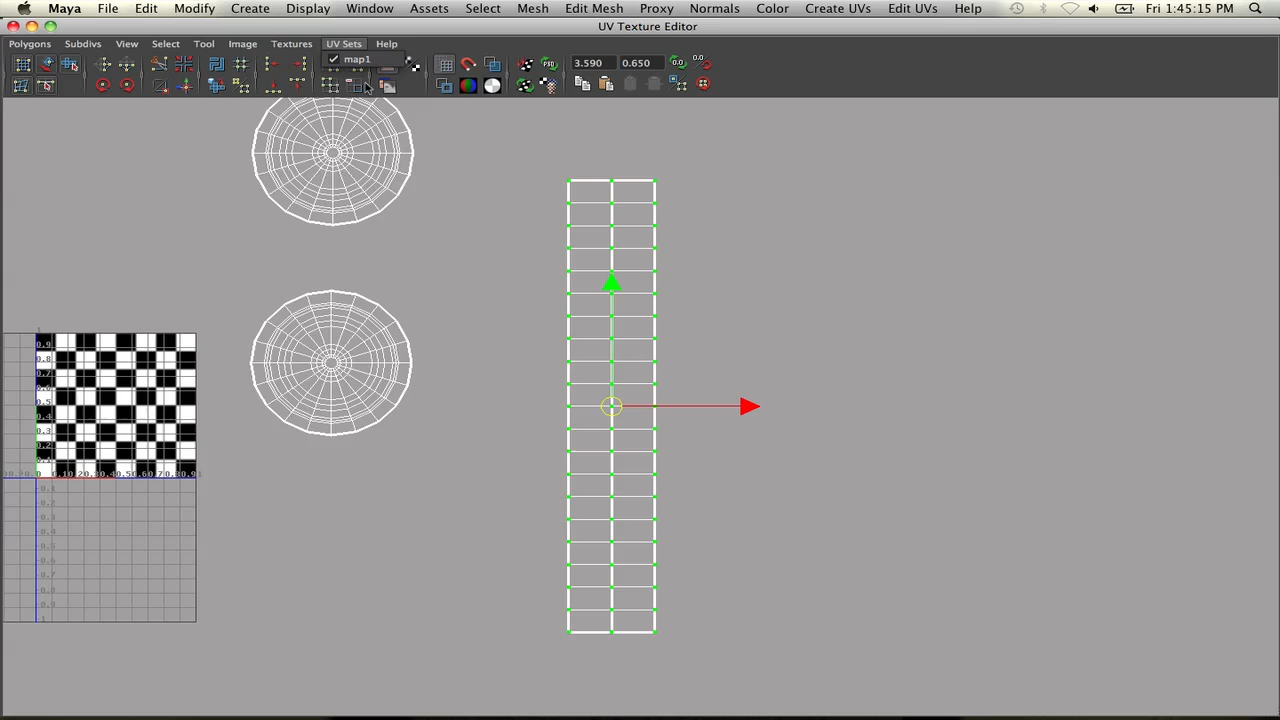 Maya File Edit Modify Create Display Window Assets Select Mesh Edit Mesh Proxy Normals Color Create UVs Edit UVs Help Fri 1:45:15 PM
UV Texture Editor
Polygons Subdivs View Select Tool Image Textures UV Sets Help
map1
3.590 0.650